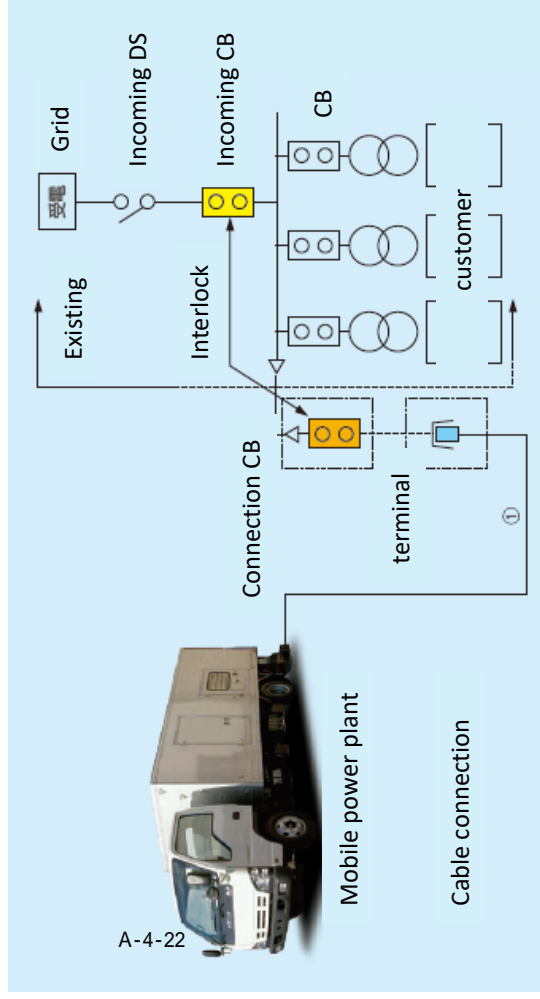 Grid
Incoming DS
受電
Existing
Interlock
Incoming CB
CB
Connection CB
customer
terminal
①
Mobile power plant
Cable connection
A-4-22